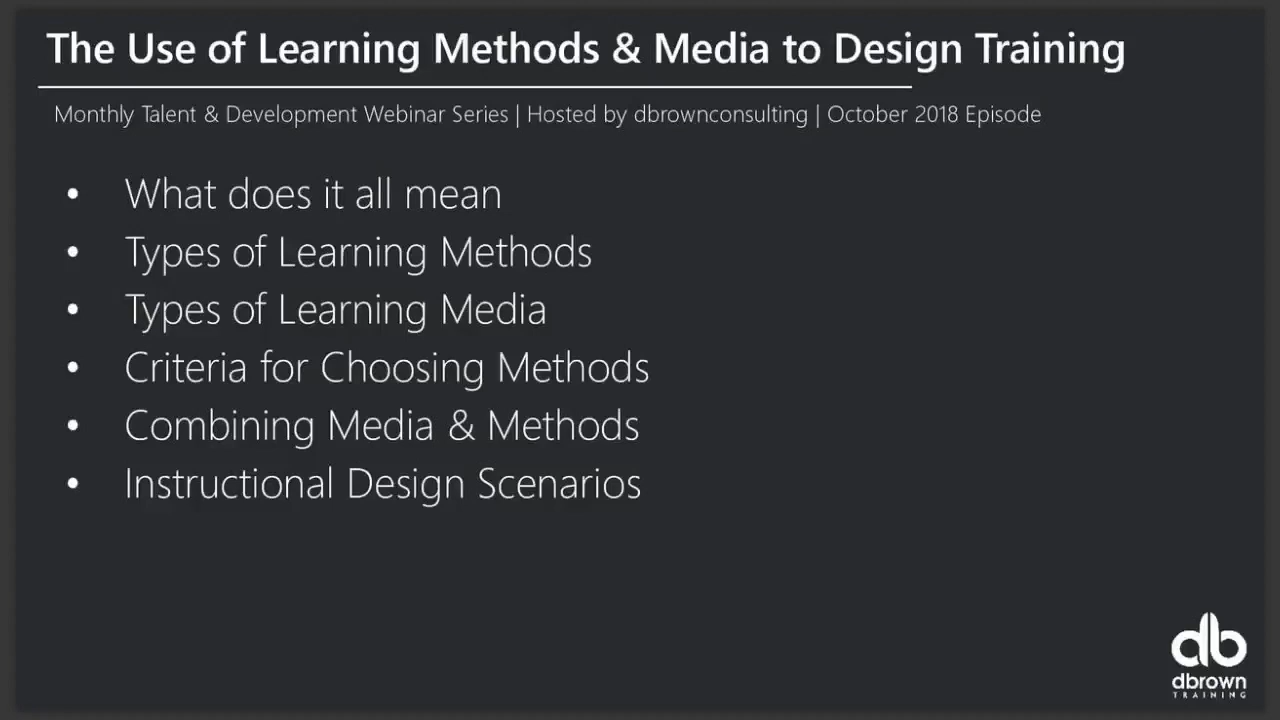 The Use of Learning Methods & Media to Design Training
Monthly Talent & Development Webinar Series | Hosted by dbrownconsulting | October 2018 Episode
• What does it all mean
• Types of Learning Methods
• Types of Learning Media
• Criteria for Choosing Methods
• Combining Media & Methods
• Instructional Design Scenarios
db
dbrown
TRAINING